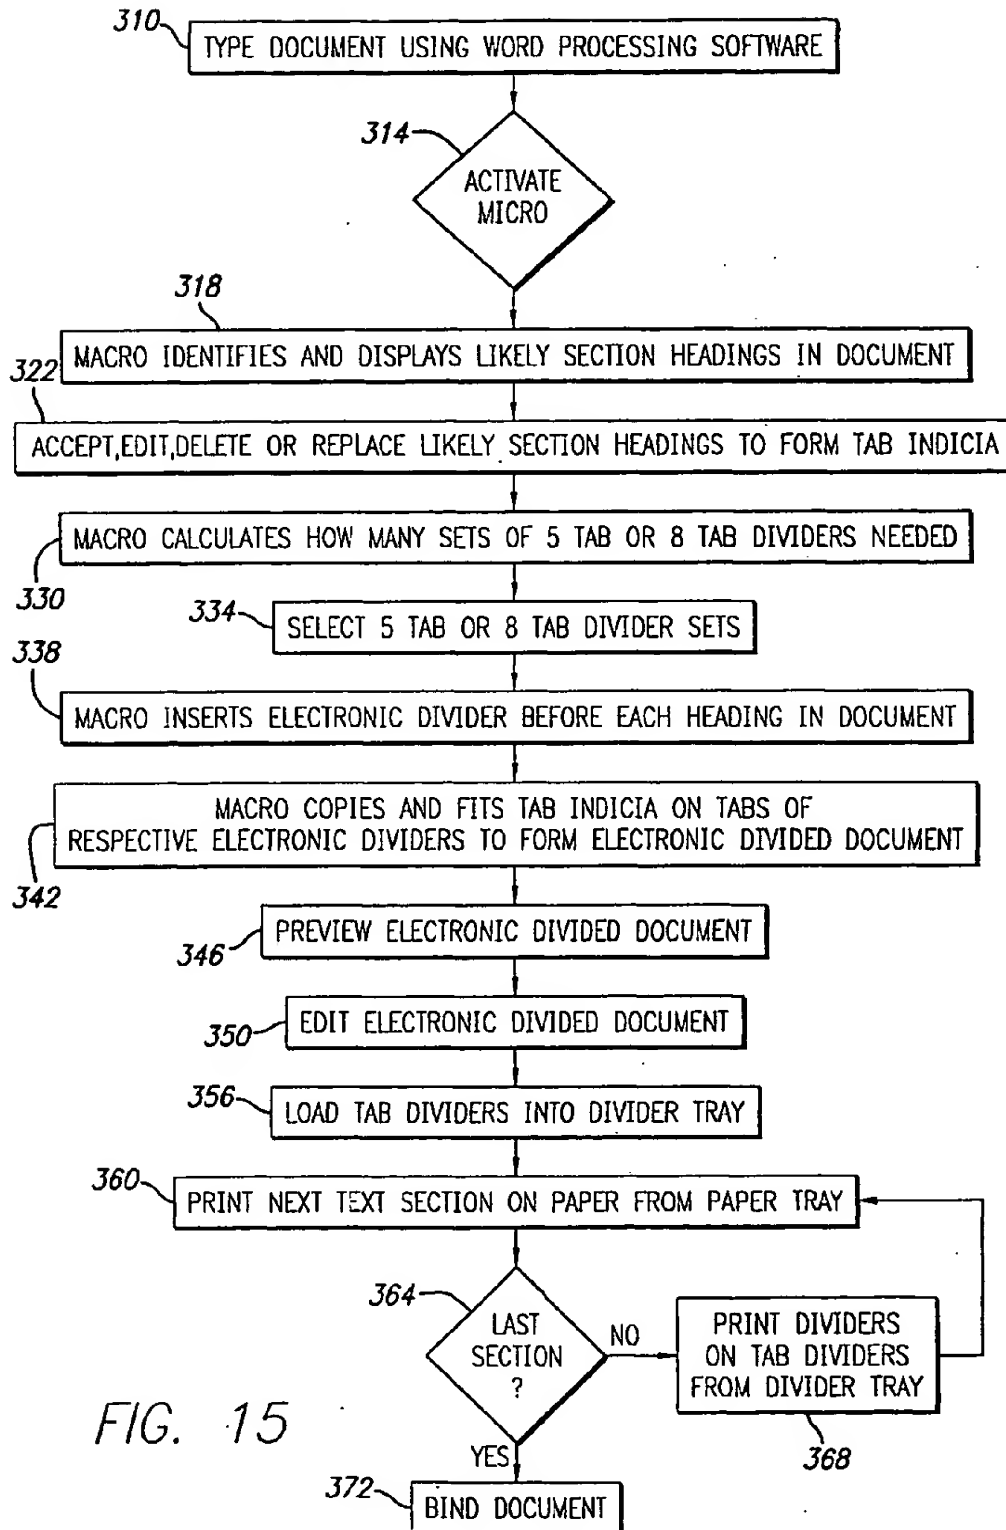 310
TYPE DOCUMENT USING WORD PROCESSING SOFTWARE
314
ACTIVATE
MICRO
318
MACRO IDENTIFIES AND DISPLAYS LIKELY SECTION HEADINGS IN DOCUMENT
322
ACCEPT,EDIT,DELETE OR REPLACE LIKELY SECTION HEADINGS TO FORM TAB INDICIA
MACRO CALCULATES HOW MANY SETS OF 5 TAB OR 8 TAB DIVIDERS NEEDED
330
334
SELECT 5 TAB OR 8 TAB DIVIDER SETS
338
MACRO INSERTS ELECTRONIC DIVIDER BEFORE EACH HEADING IN DOCUMENT
MACRO COPIES AND FITS TAB INDICIA ON TABS OF
RESPECTIVE ELECTRONIC DIVIDERS TO FORM ELECTRONIC DIVIDED DOCUMENT
342
PREVIEW ELECTRONIC DIVIDED DOCUMENT
346
EDIT ELECTRONIC DIVIDED DOCUMENT
350
356
LOAD TAB DIVIDERS INTO DIVIDER TRAY
360
PRINT NEXT TEXT SECTION ON PAPER FROM PAPER TRAY
364
LAST
SECTION
?
NO
PRINT DIVIDERS
ON TAB DIVIDERS
FROM DIVIDER TRAY
368
YES
372
BIND DOCUMENT
FIG. 15